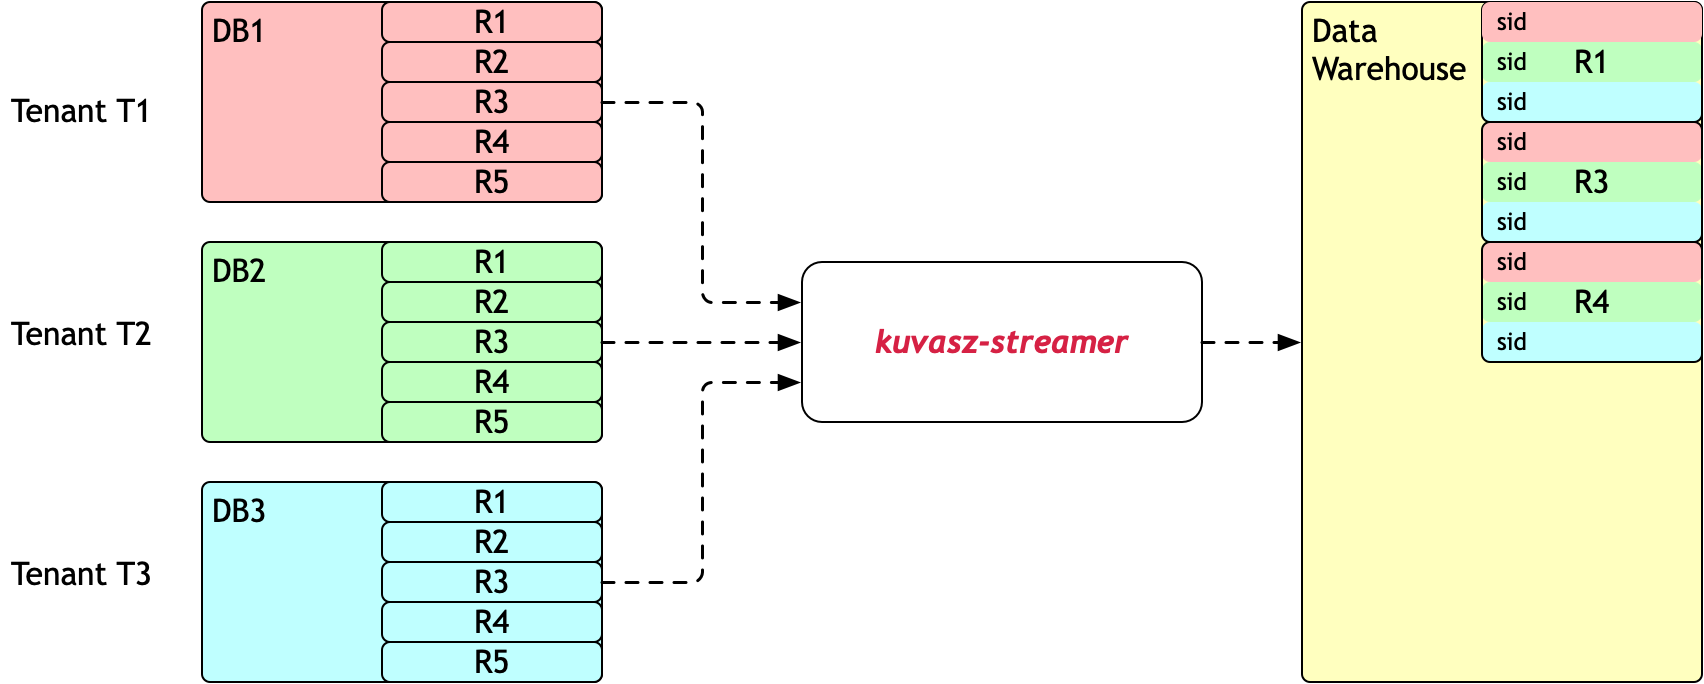 Tenant T1
DB1
R1
R2
R3
R4
R5
Tenant T2
DB2
R1
R2
R3
R4
R5
Tenant T3
DB3
R1
R2
R3
R4
R5
kuvasz-streamer
Data
Warehouse
sid
sid R1
sid
sid
sid R3
sid
sid
sid R4
sid